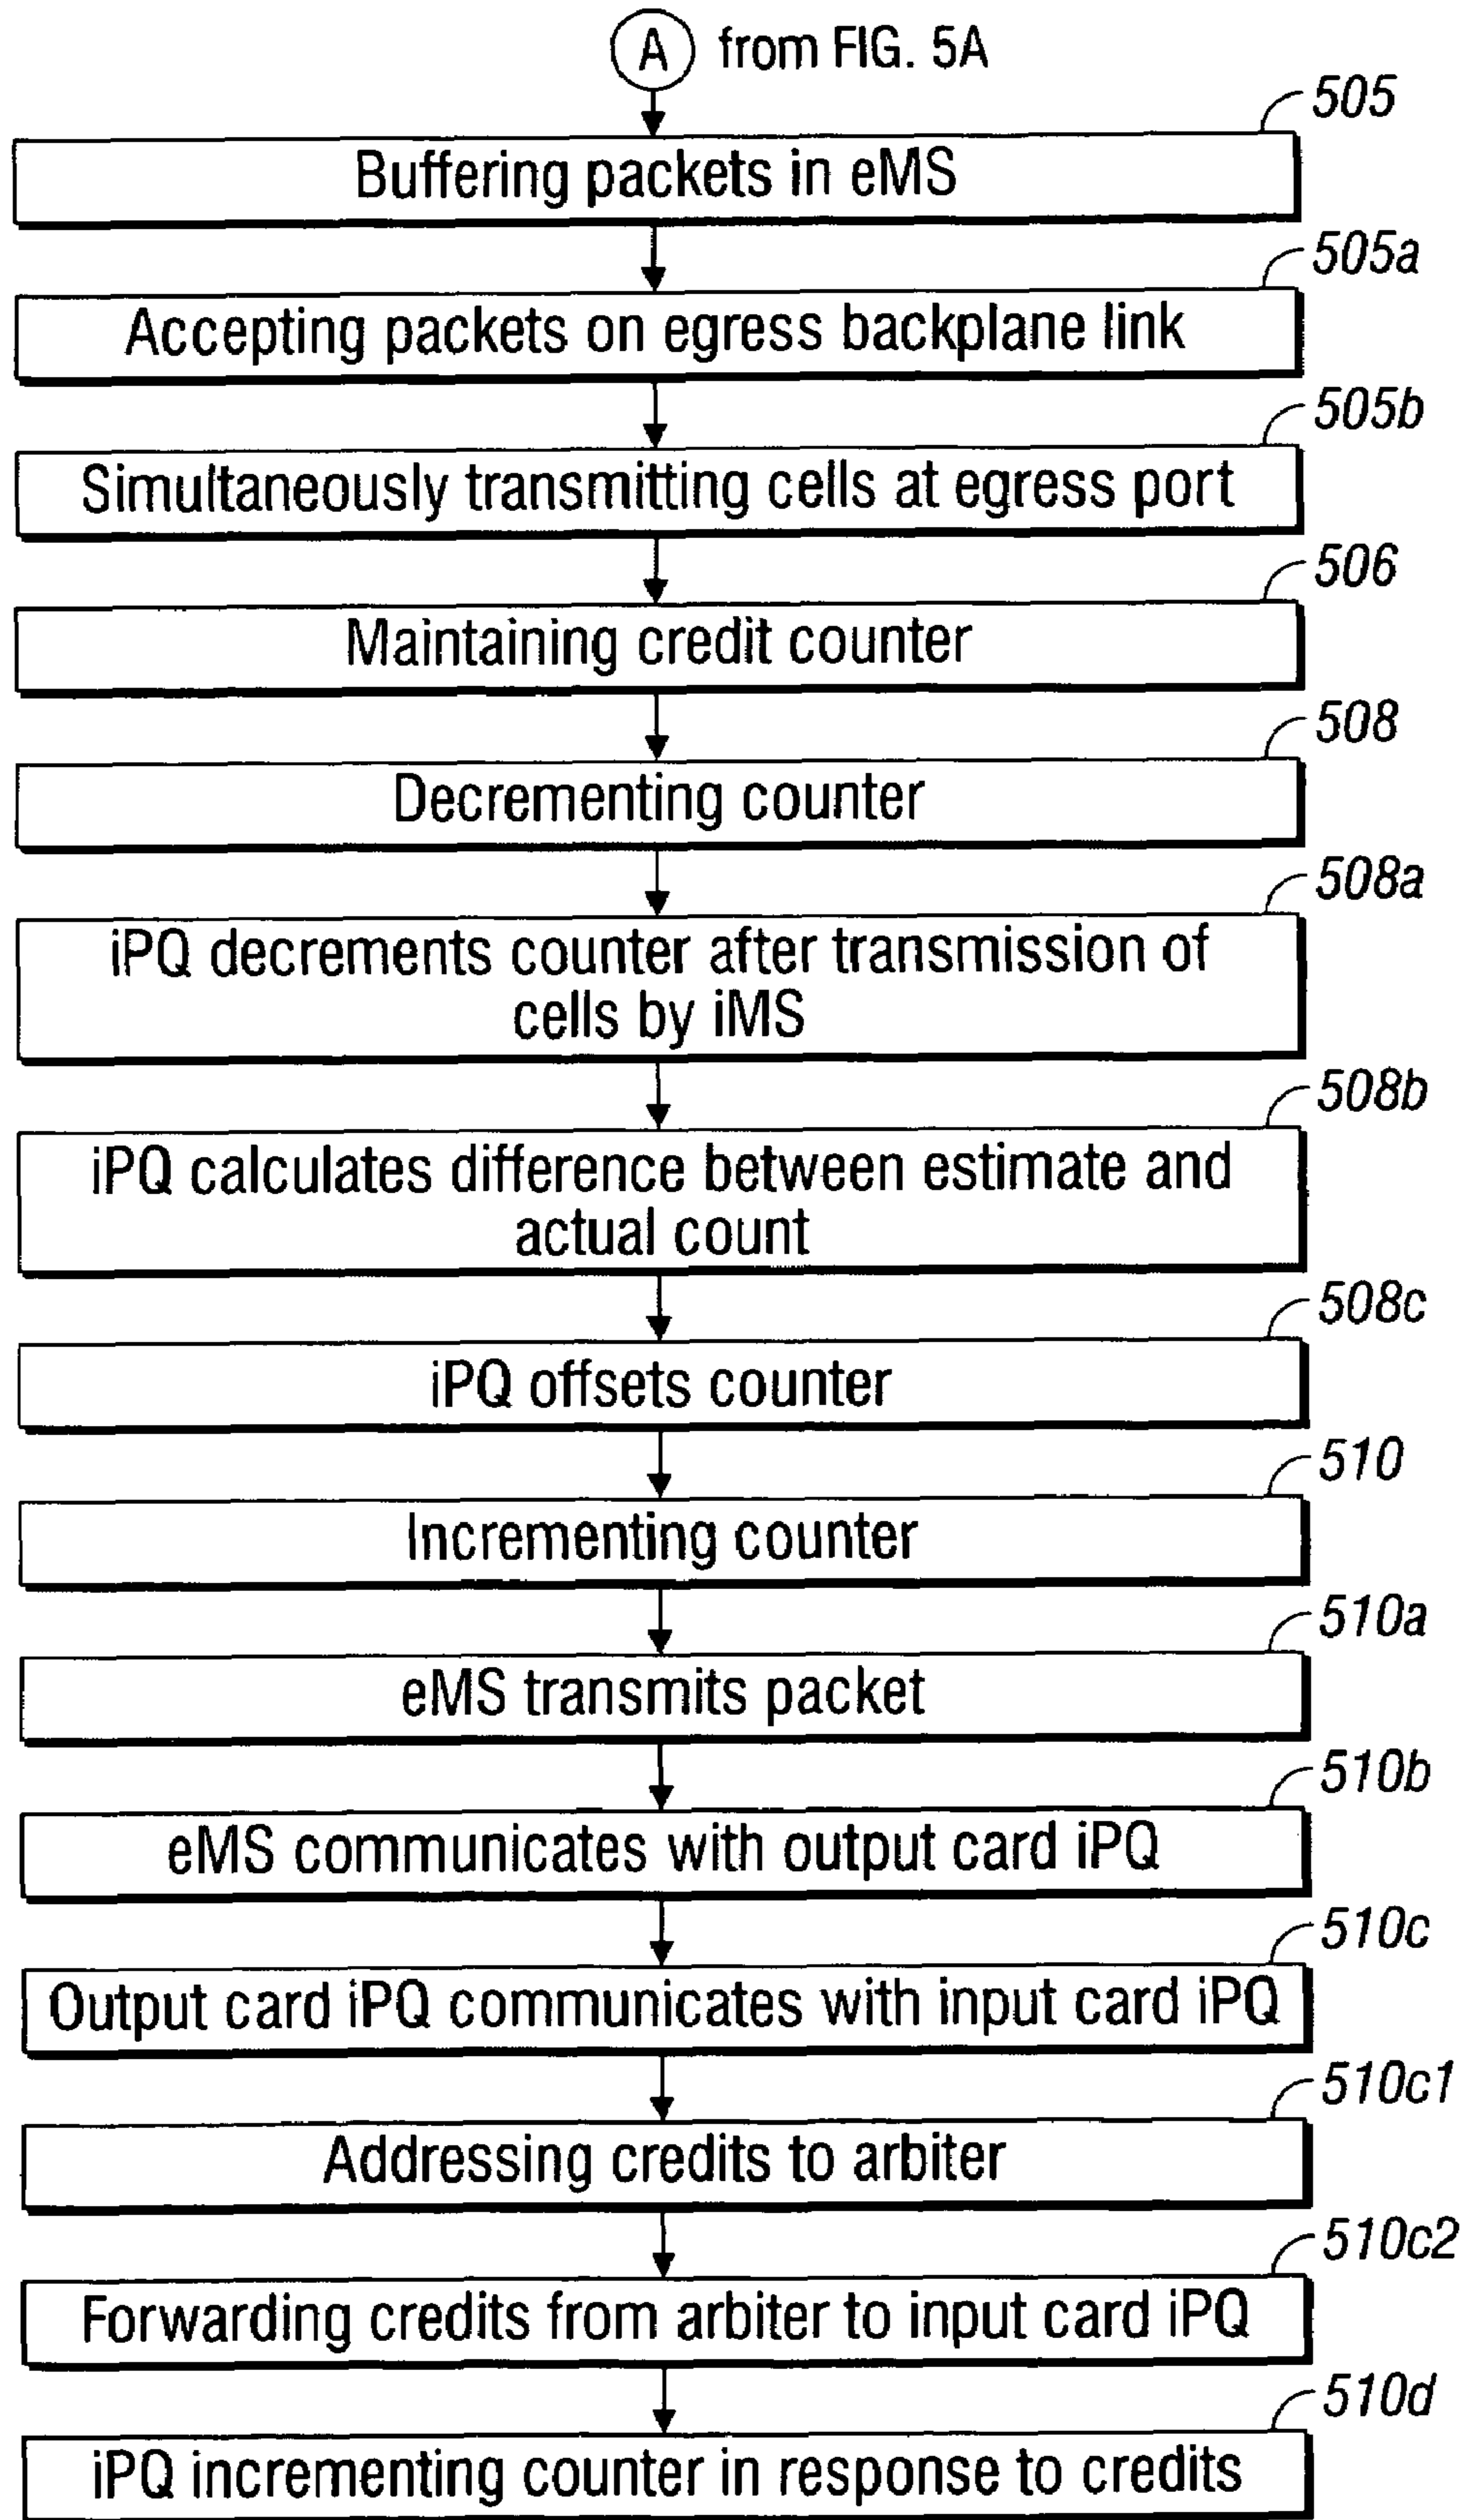 A from FIG. 5A
505
Buffering packets in eMS
505a
Accepting packets on egress backplane link
505b
Simultaneously transmitting cells at egress port
506
Maintaining credit counter
508
Decrementing counter
508a
iPQ decrements counter after transmission of
cells by iMS
508b
iPQ calculates difference between estimate and
actual count
508c
iPQ offsets counter
510
Incrementing counter
510a
eMS transmits packet
510b
eMS communicates with output card iPQ
510c
Output card iPQ communicates with input card iPQ
510c1
Addressing credits to arbiter
510c2
Forwarding credits from arbiter to input card iPQ
510d
iPQ incrementing counter in response to credits